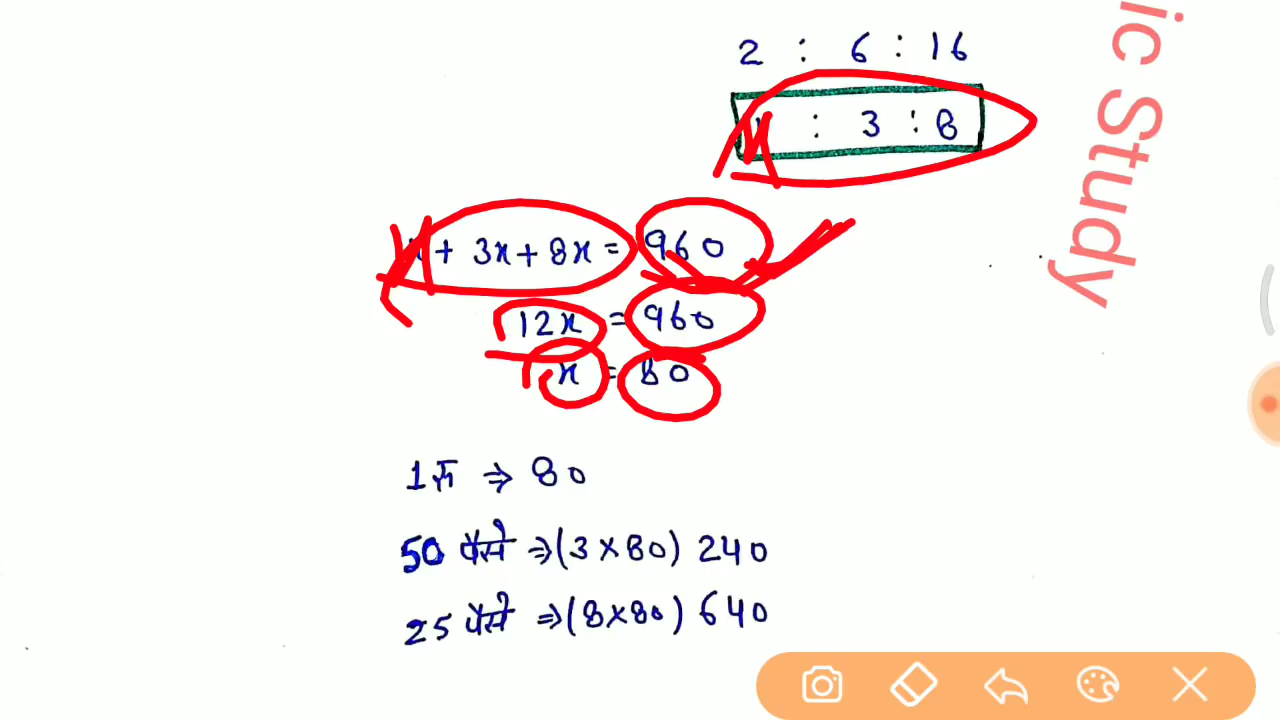 2 : 6 : 16
: 3 : 8
+ 3x + 8x = 960
12x = 960
x = 80
1रु ⇒ 80
50 पैसे ⇒ (3 × 80) 240
25 पैसे ⇒ (8 × 80) 640
ic Study